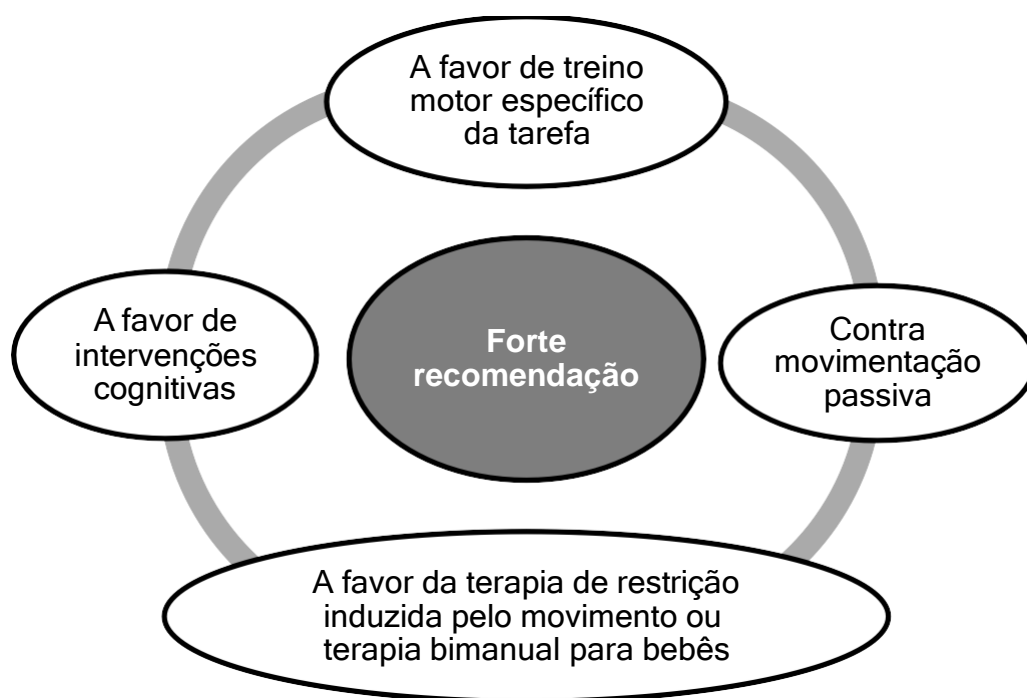 A favor de treino
motor específico
da tarefa
A favor de
intervenções
cognitivas
Forte
recomendação
Contra
movimentação
passiva
A favor da terapia de restrição
induzida pelo movimento ou
terapia bimanual para bebês